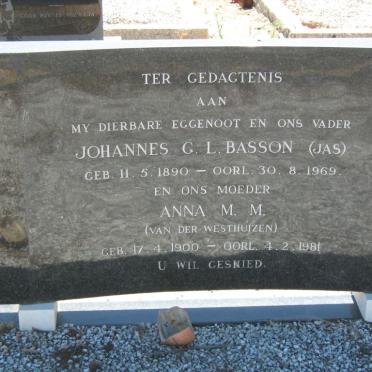 TER GEDAGTENIS
AAN
MY DIERBARE EGGENOOT EN ONS VADER
JOHANNES G. L. BASSON (JAS)
GEB. 11. 5. 1890 – OORL. 30. 8. 1969.
EN ONS MOEDER
ANNA M. M.
(VAN DER WESTHUIZEN)
GEB. 17. 4. 1900 – OORL. 4. 2. 1981
U WIL GESKIED.